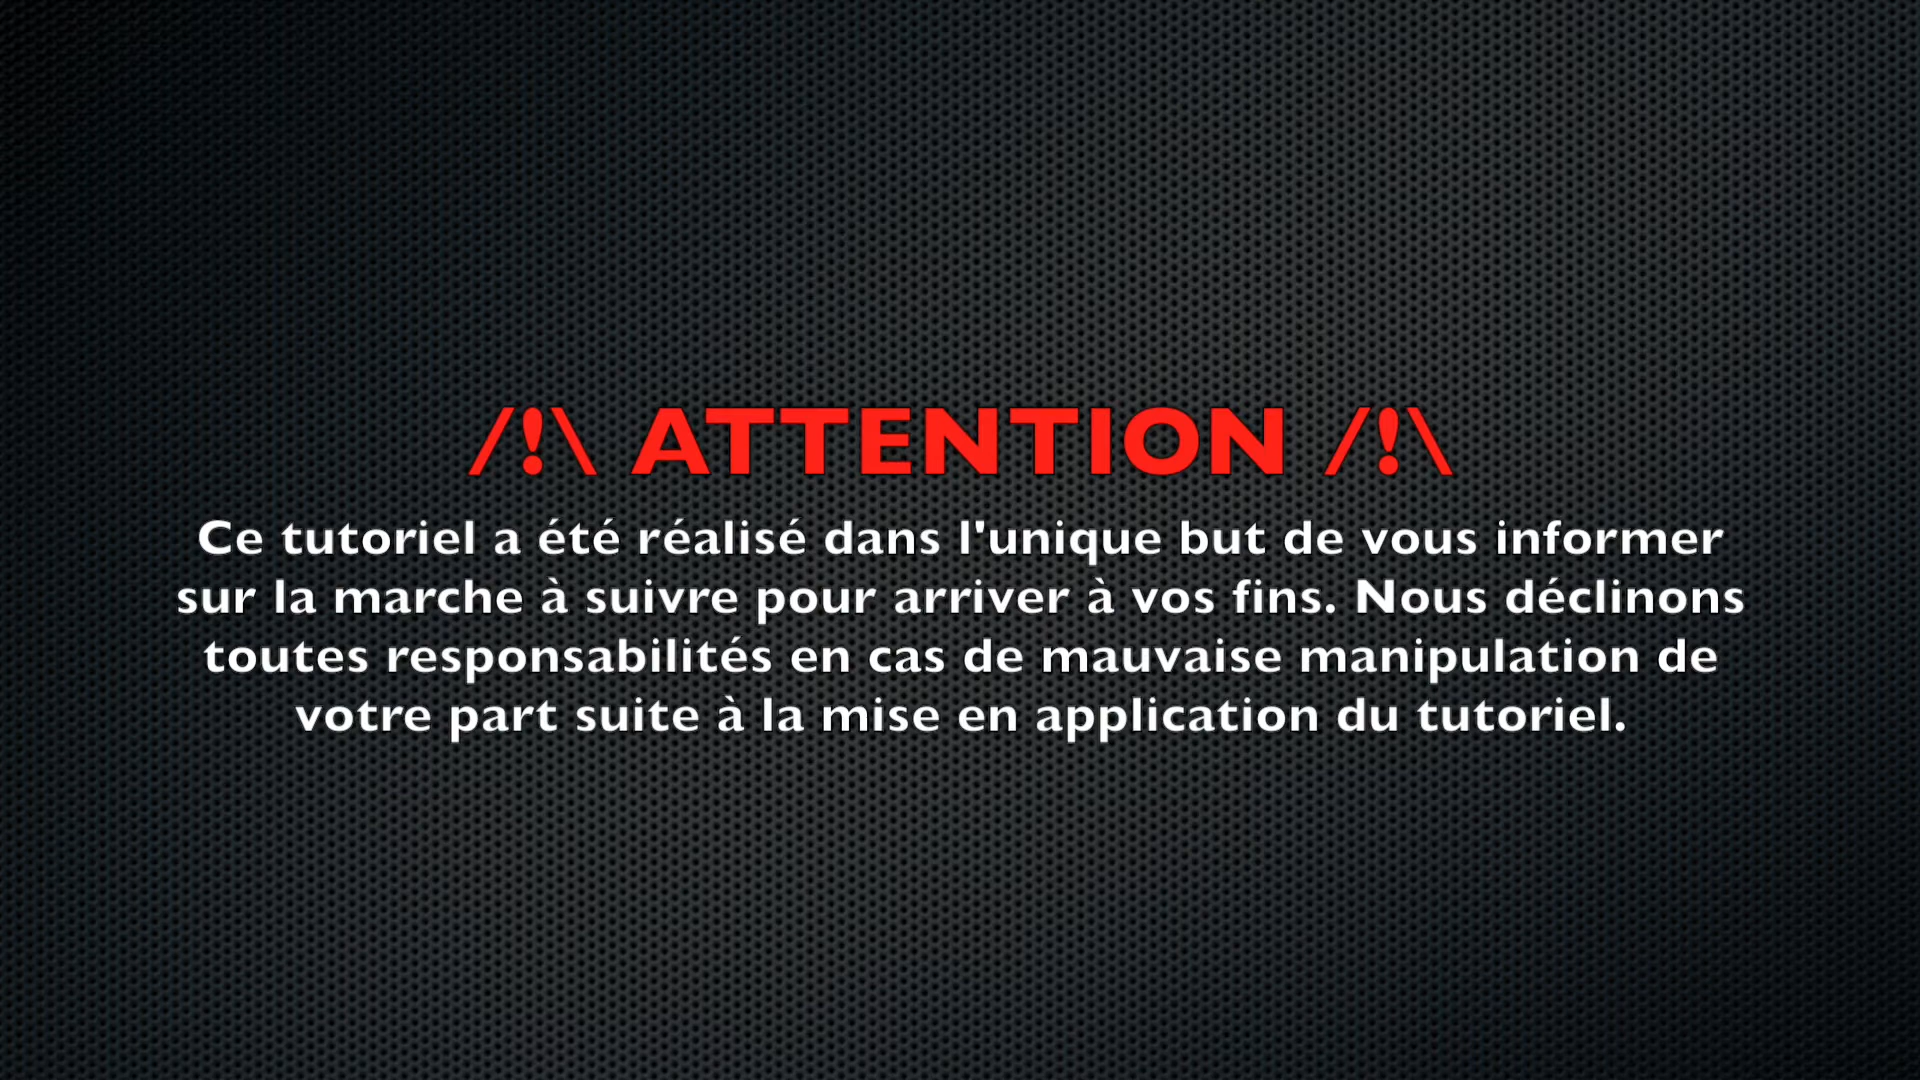 /!\ ATTENTION /!\
Ce tutoriel a été réalisé dans l'unique but de vous informer
sur la marche à suivre pour arriver à vos fins. Nous déclinons
toutes responsabilités en cas de mauvaise manipulation de
votre part suite à la mise en application du tutoriel.